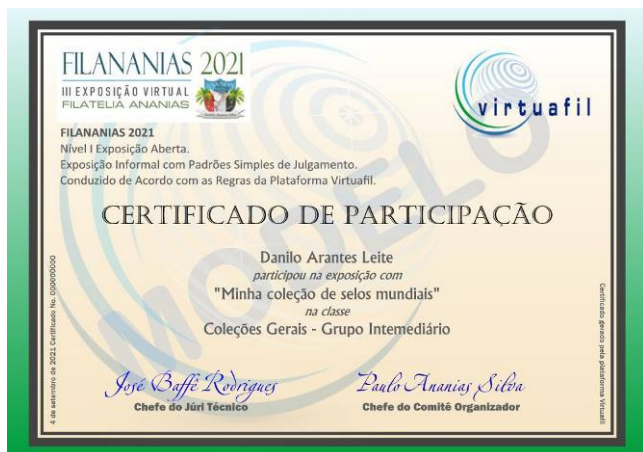 FILANANIAS 2021
III EXPOSIÇÃO VIRTUAL
FILATELIA ANANIAS
virtuafil
FILANANIAS 2021
Nível I Exposição Aberta.
Exposição Informal com Padrões Simples de Julgamento.
Conduzido de Acordo com as Regras da Plataforma Virtuafil.
CERTIFICADO DE PARTICIPAÇÃO
Danilo Arantes Leite
participou na exposição com
"Minha coleção de selos mundiais"
na classe
Coleções Gerais - Grupo Intemediário
José Baffé Rodrigues
Chefe do Júri Técnico
Paulo Ananias Silva
Chefe do Comitê Organizador
4 de setembro de 2021 Certificado No. 000000000
Certificado gerado pela plataforma Virtuafil
MODELO